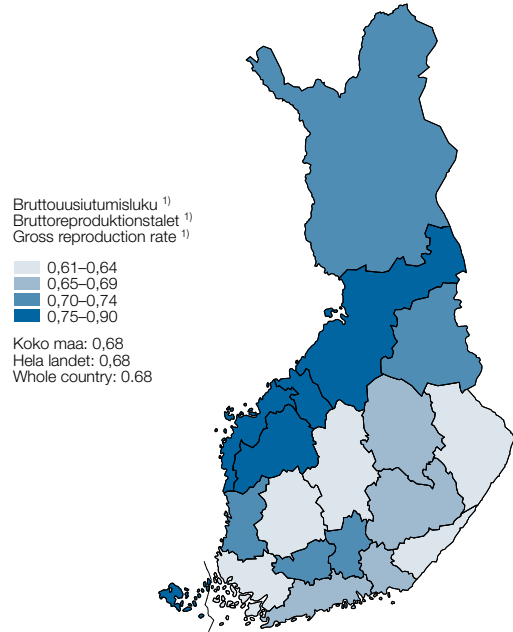 Bruttouusiutumisluku 1)
Bruttoreproduktionstalet 1)
Gross reproduction rate 1)
0,61–0,64
0,65–0,69
0,70–0,74
0,75–0,90
Koko maa: 0,68
Hela landet: 0,68
Whole country: 0.68